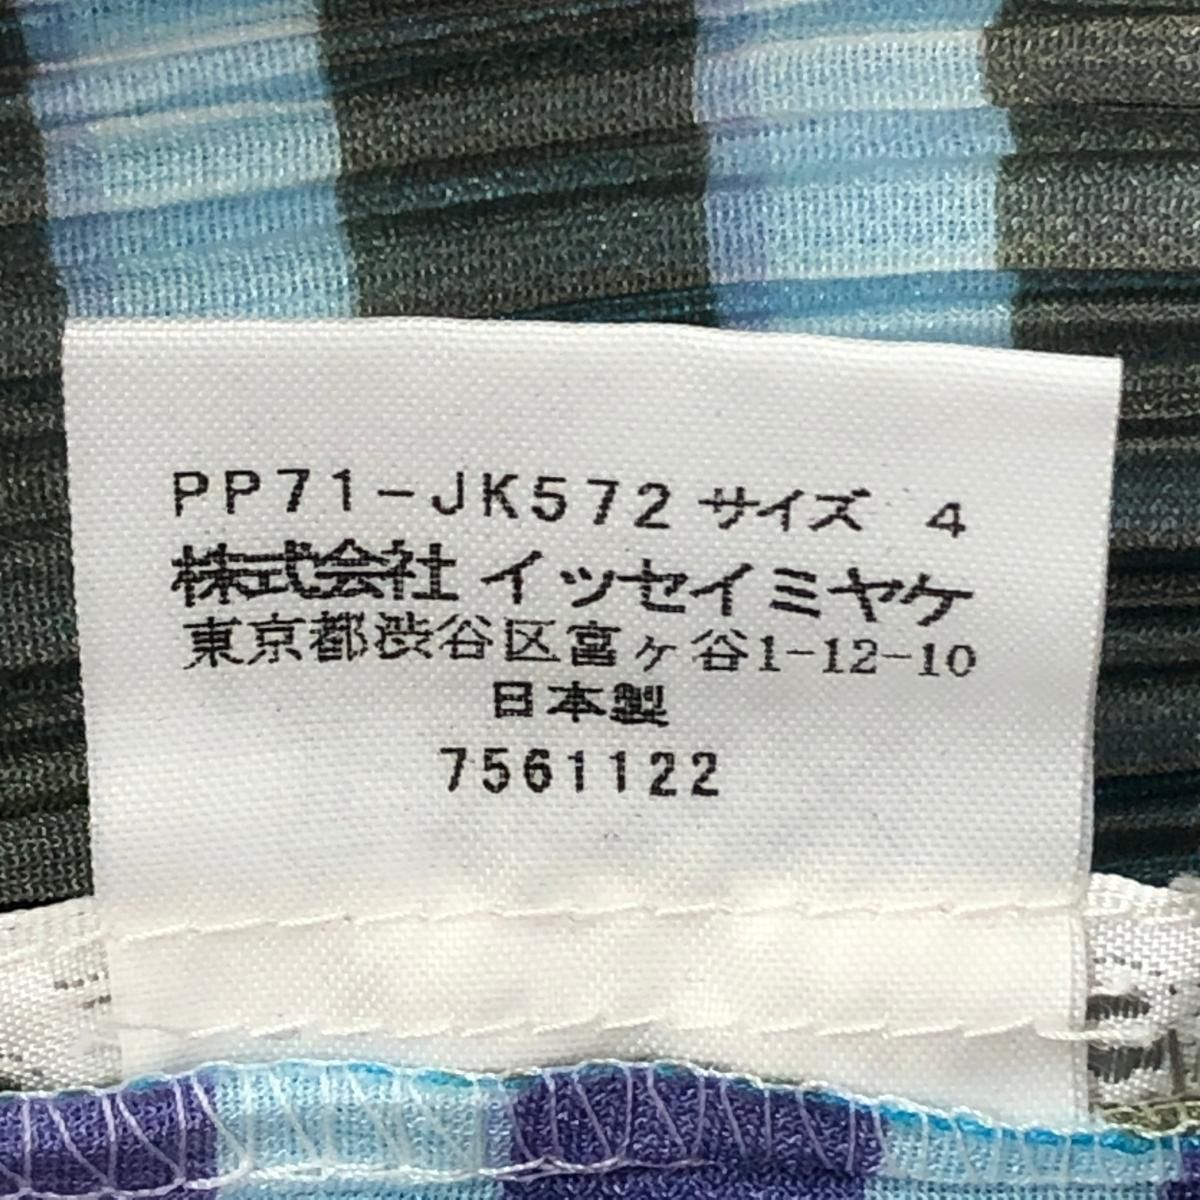 PP71-JK572 サイズ 4
株式会社 イッセイミヤケ
東京都渋谷区富ヶ谷1-12-10
日本製
7561122